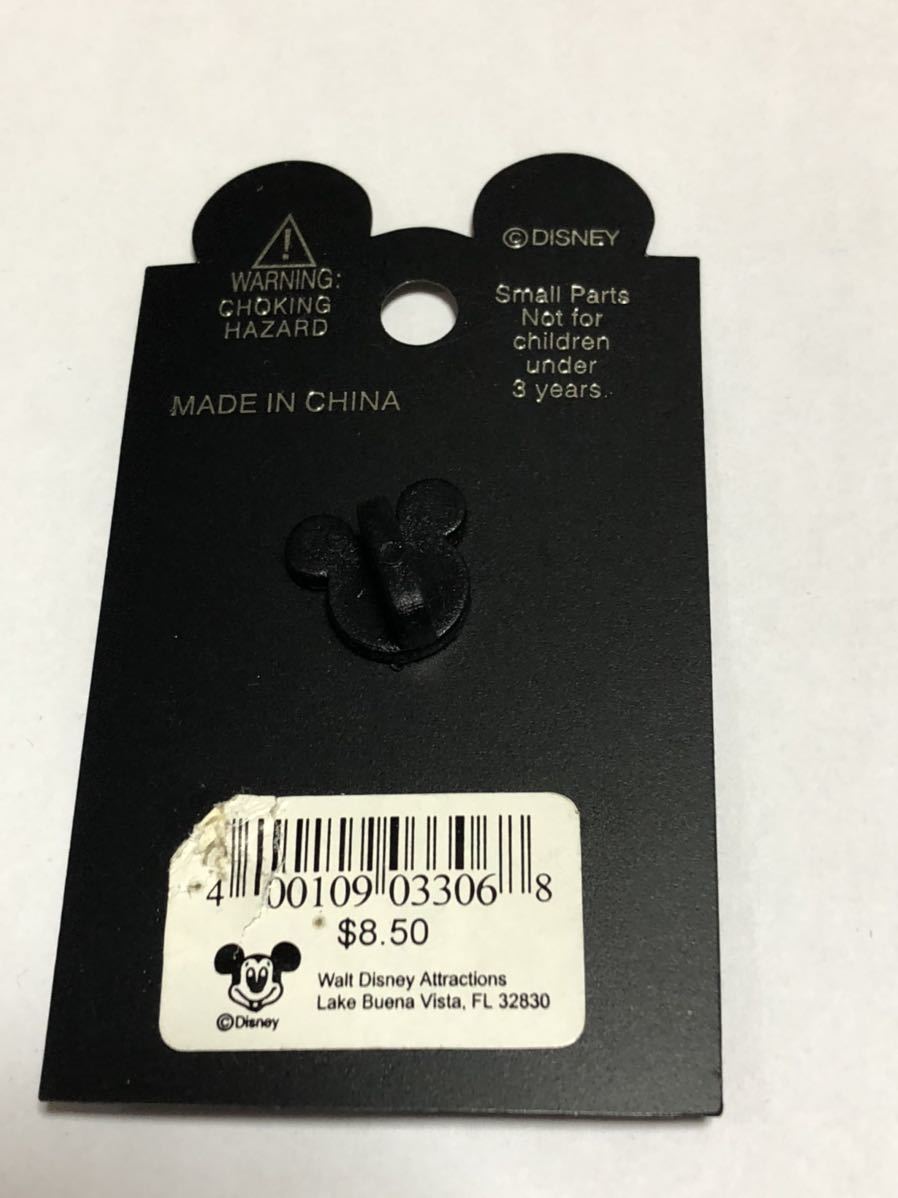 WARNING:
CHOKING
HAZARD
©DISNEY
Small Parts
Not for
children
under
3 years.
MADE IN CHINA
4 00109 03306 8
$8.50
Walt Disney Attractions
Lake Buena Vista, FL 32830
©Disney